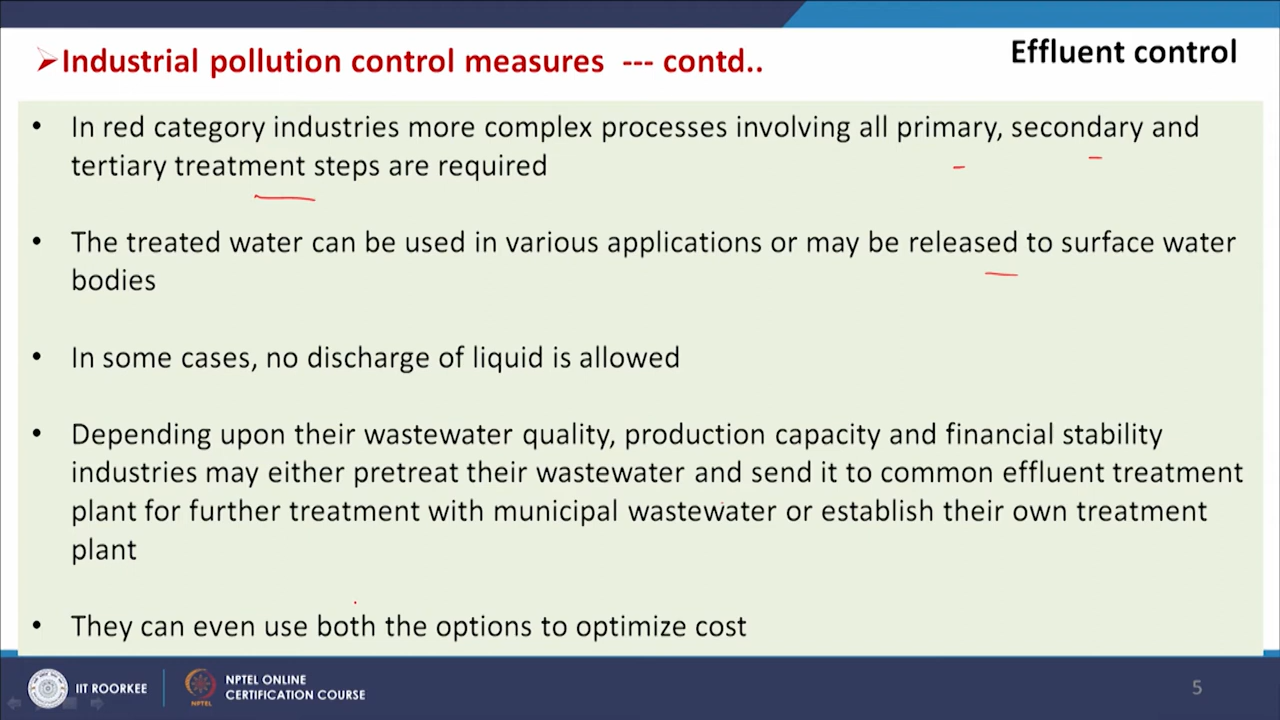 Industrial pollution control measures --- contd..
Effluent control
• In red category industries more complex processes involving all primary, secondary and
tertiary treatment steps are required
• The treated water can be used in various applications or may be released to surface water
bodies
• In some cases, no discharge of liquid is allowed
• Depending upon their wastewater quality, production capacity and financial stability
industries may either pretreat their wastewater and send it to common effluent treatment
plant for further treatment with municipal wastewater or establish their own treatment
plant
• They can even use both the options to optimize cost
IIT ROORKEE
NPTEL ONLINE
CERTIFICATION COURSE
NPTEL
5